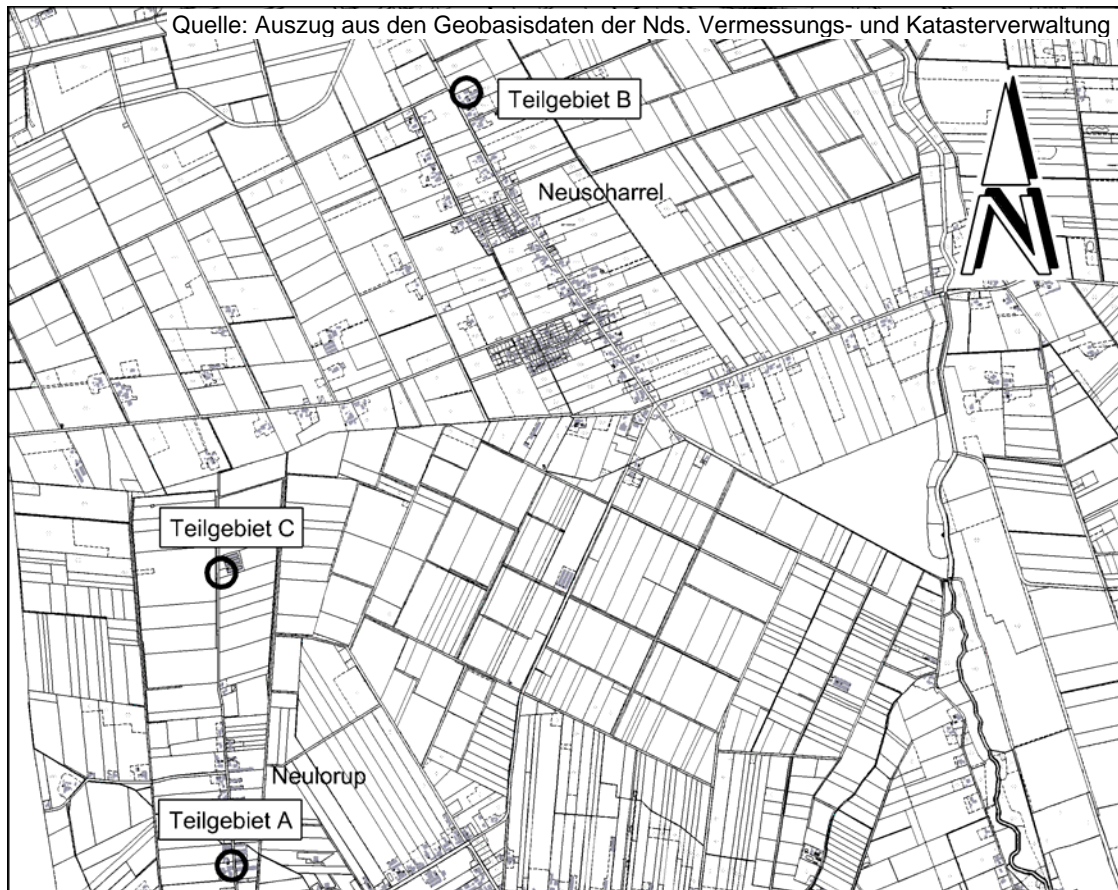 Quelle: Auszug aus den Geobasisdaten der Nds. Vermessungs- und Katasterverwaltung
Teilgebiet B
Neuscharrel
N
Teilgebiet C
Neulorup
Teilgebiet A